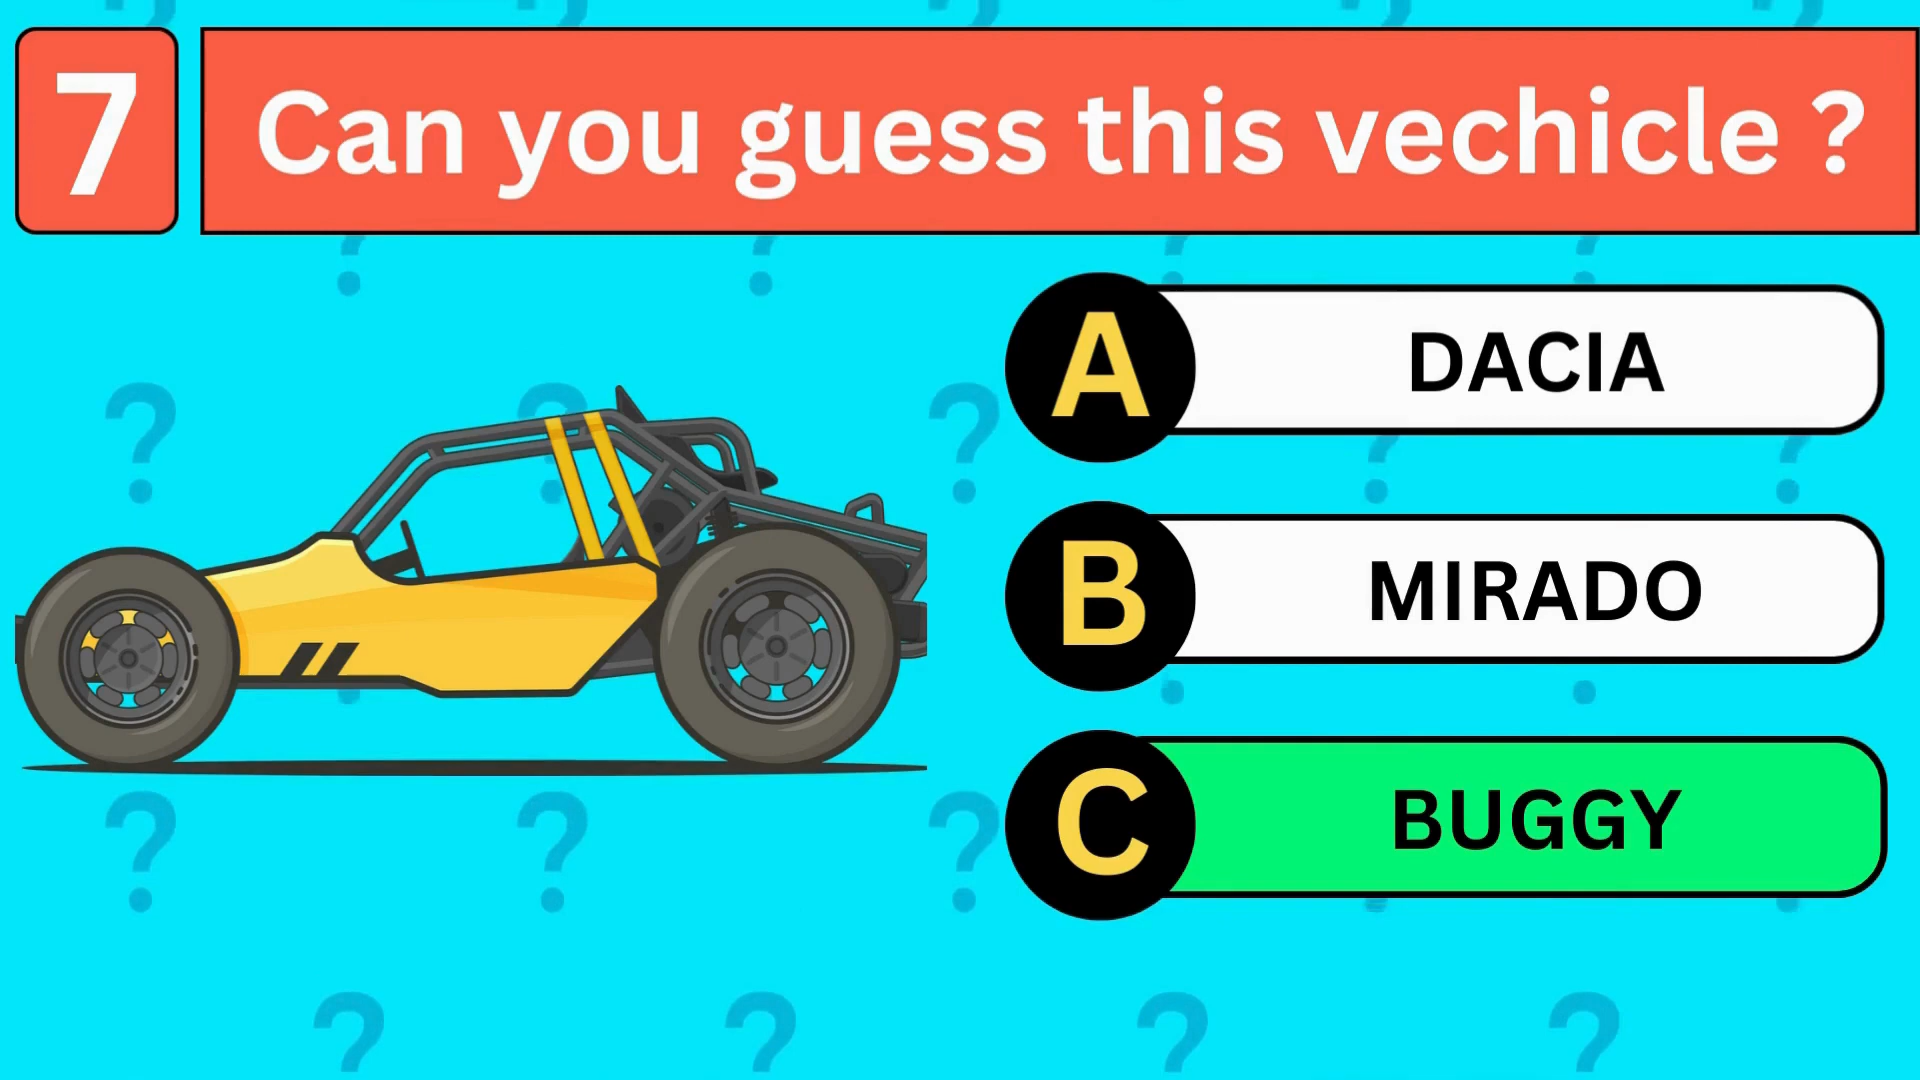 7
Can you guess this vechicle ?
A
DACIA
B
MIRADO
C
BUGGY